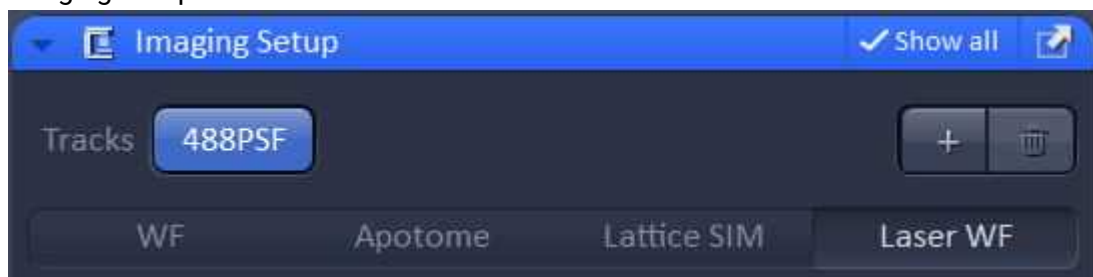 Imaging Setup Show all
Tracks 488PSF +
WF Apotome Lattice SIM Laser WF